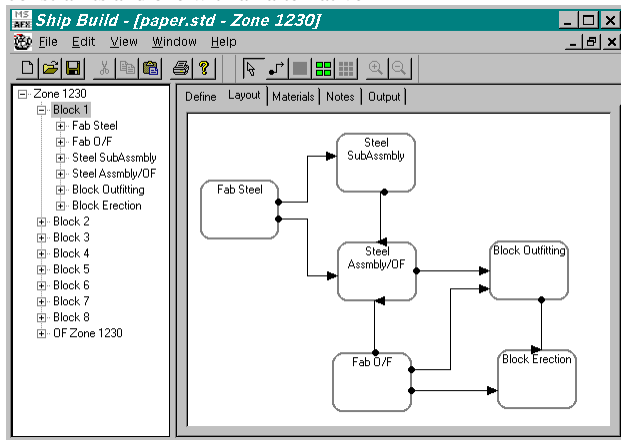 MS
AFX
Ship Build - [paper.std - Zone 1230]
File Edit View Window Help
Zone 1230
Block 1
Fab Steel
Fab O/F
Steel SubAssmbly
Steel Assmbly/OF
Block Outfitting
Block Erection
Block 2
Block 3
Block 4
Block 5
Block 6
Block 7
Block 8
OF Zone 1230
Define Layout Materials Notes Output
Steel
SubAssmbly
Fab Steel
Steel
Assmbly/OF
Block Outfitting
Fab O/F
Block Erection